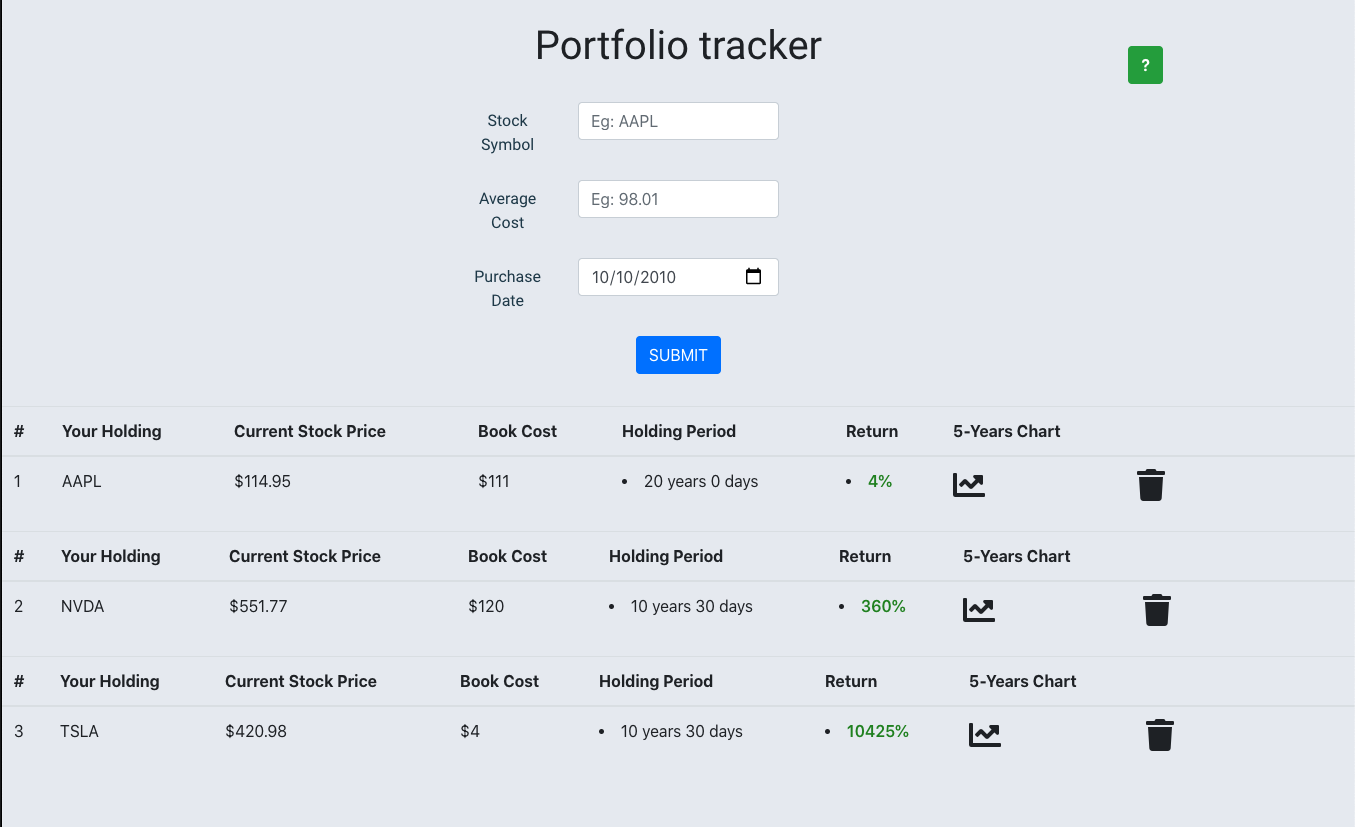 Portfolio tracker
?
Stock
Symbol
Eg: AAPL
Average
Cost
Eg: 98.01
Purchase
Date
10/10/2010
SUBMIT
# Your Holding Current Stock Price Book Cost Holding Period Return 5-Years Chart
1 AAPL $114.95 $111 • 20 years 0 days • 4%
# Your Holding Current Stock Price Book Cost Holding Period Return 5-Years Chart
2 NVDA $551.77 $120 • 10 years 30 days • 360%
# Your Holding Current Stock Price Book Cost Holding Period Return 5-Years Chart
3 TSLA $420.98 $4 • 10 years 30 days • 10425%